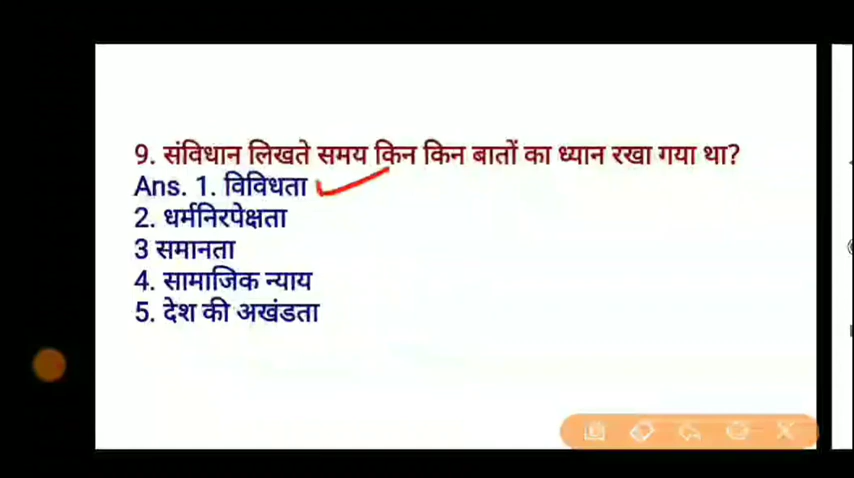 9. संविधान लिखते समय किन किन बातों का ध्यान रखा गया था?
Ans. 1. विविधता
2. धर्मनिरपेक्षता
3 समानता
4. सामाजिक न्याय
5. देश की अखंडता